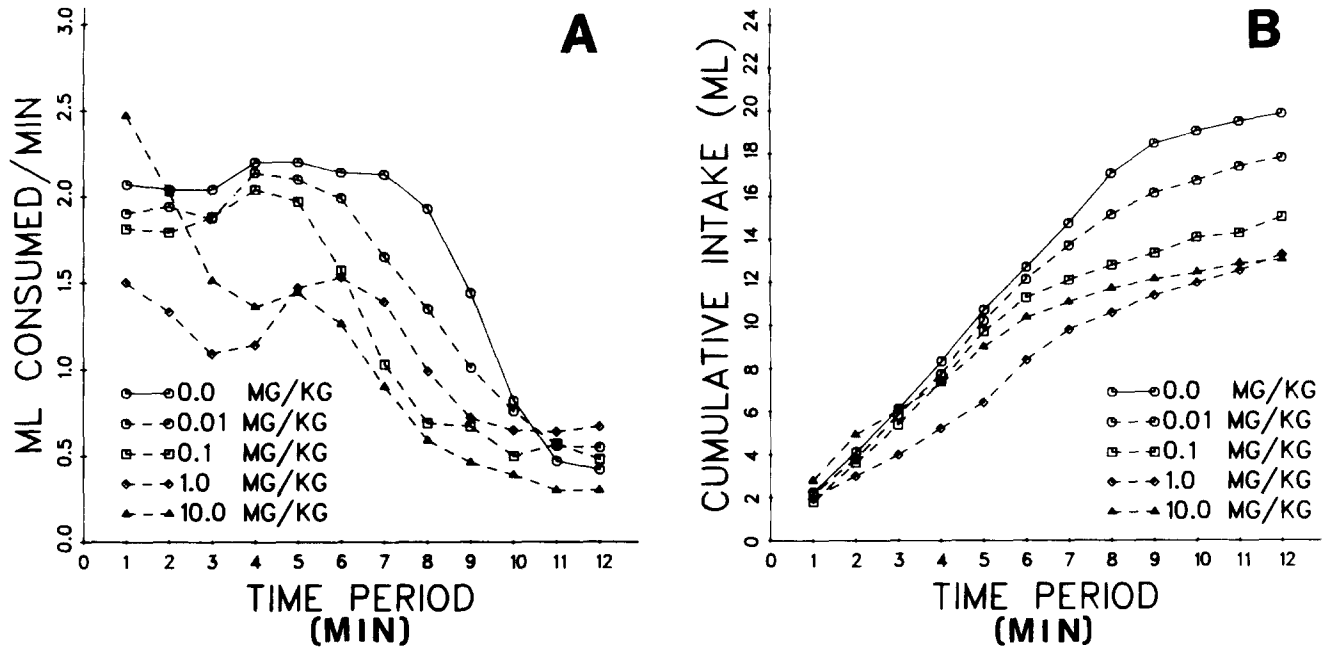 A
ML CONSUMED/MIN
3.0
2.5
2.0
1.5
1.0
0.5
0.0
0.0 MG/KG
0.01 MG/KG
0.1 MG/KG
1.0 MG/KG
10.0 MG/KG
0 1 2 3 4 5 6 7 8 9 10 11 12
TIME PERIOD
(MIN)
B
CUMULATIVE INTAKE (ML)
24
22
20
18
16
14
12
10
8
6
4
2
0
0.0 MG/KG
0.01 MG/KG
0.1 MG/KG
1.0 MG/KG
10.0 MG/KG
0 1 2 3 4 5 6 7 8 9 10 11 12
TIME PERIOD
(MIN)